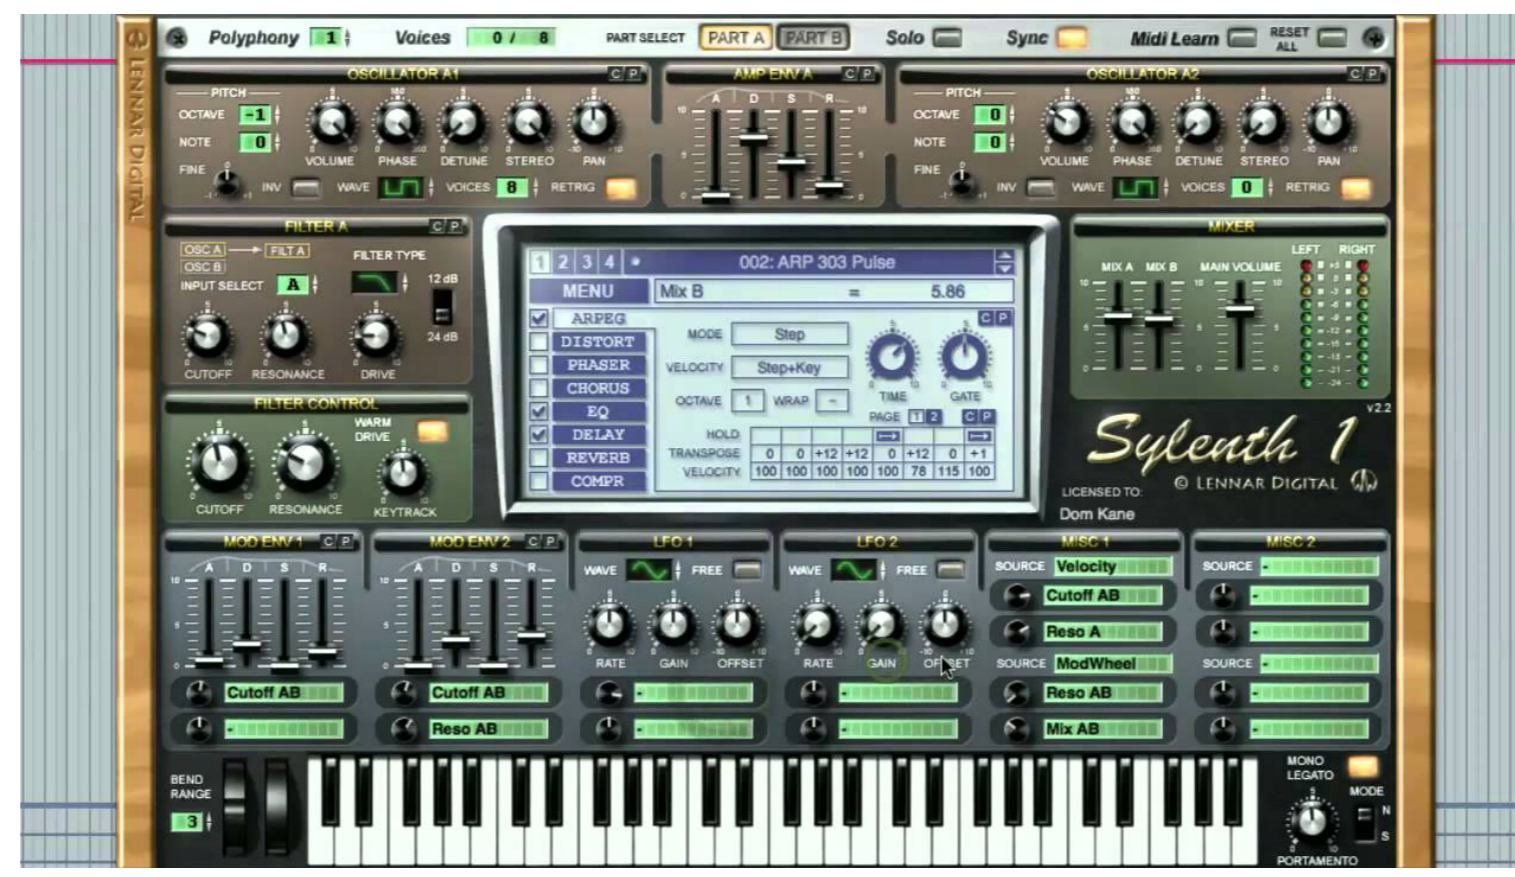 Polyphony 1 Voices 0 / 8 PART SELECT PART A PART B Solo Sync Midi Learn RESET ALL
LENNAR DIGITAL
OSCILLATOR A1 C P
PITCH
OCTAVE -1
NOTE 0
FINE
VOLUME PHASE DETUNE STEREO PAN
INV WAVE VOICES 8 RETRIG
AMP ENV A C P
A D S R
OSCILLATOR A2 C P
PITCH
OCTAVE 0
NOTE 0
FINE
VOLUME PHASE DETUNE STEREO PAN
INV WAVE VOICES 0 RETRIG
FILTER A C P
OSC A FILT A
OSC B
FILTER TYPE
INPUT SELECT A
12 dB
24 dB
CUTOFF RESONANCE DRIVE
FILTER CONTROL
WARM DRIVE
CUTOFF RESONANCE KEYTRACK
1 2 3 4 002: ARP 303 Pulse
MENU Mix B = 5.86
ARPEG
DISTORT
PHASER
CHORUS
EQ
DELAY
REVERB
COMPR
C P
MODE Step
VELOCITY Step+Key
OCTAVE 1 WRAP -
TIME GATE
PAGE 1 2 C P
HOLD
TRANSPOSE 0 0 +12 +12 0 +12 0 +1
VELOCITY 100 100 100 100 100 78 115 100
MIXER
LEFT RIGHT
MIX A MIX B MAIN VOLUME
v2.2
Sylenth 1
© LENNAR DIGITAL
LICENSED TO:
Dom Kane
MOD ENV 1 C P
A D S R
Cutoff AB
-
MOD ENV 2 C P
A D S R
Cutoff AB
Reso AB
LFO 1
WAVE FREE
RATE GAIN OFFSET
-
-
LFO 2
WAVE FREE
RATE GAIN OFFSET
-
-
MISC 1
SOURCE Velocity
Cutoff AB
Reso A
SOURCE ModWheel
Reso AB
Mix AB
MISC 2
SOURCE -
-
-
SOURCE -
-
-
BEND
RANGE
3
MONO
LEGATO
MODE
N
S
PORTAMENTO